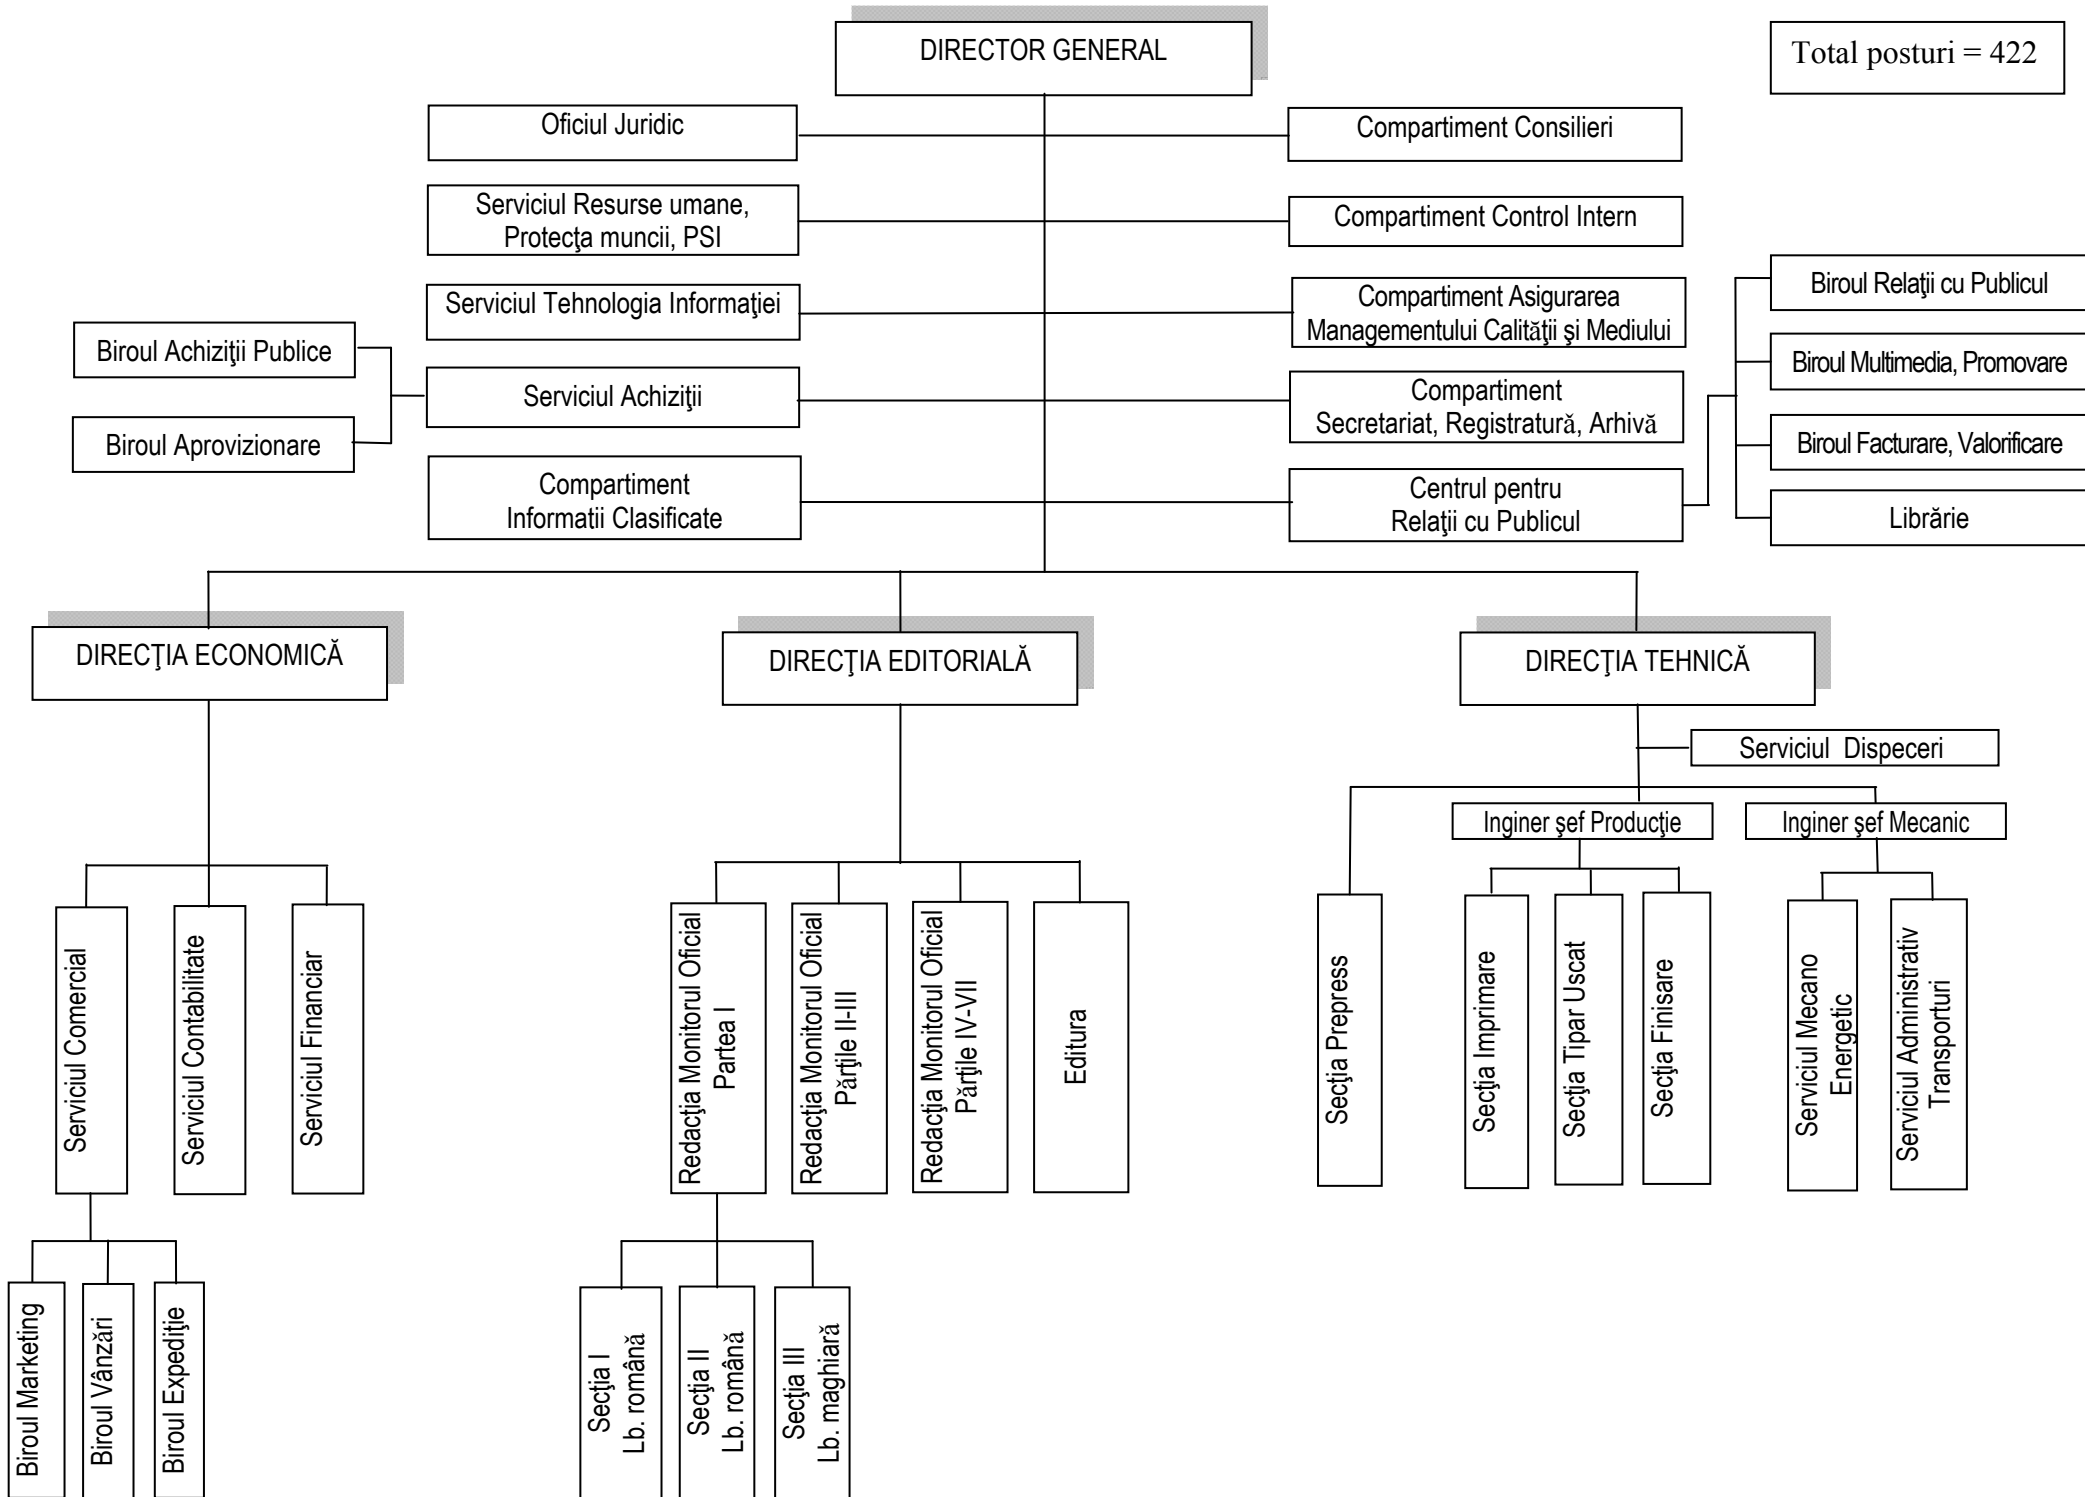 DIRECTOR GENERAL
Total posturi = 422
Oficiul Juridic
Compartiment Consilieri
Serviciul Resurse umane,
Protecţa muncii, PSI
Compartiment Control Intern
Serviciul Tehnologia Informaţiei
Compartiment Asigurarea
Managementului Calităţii şi Mediului
Biroul Relaţii cu Publicul
Biroul Achiziţii Publice
Biroul Multimedia, Promovare
Serviciul Achiziţii
Compartiment
Secretariat, Registratură, Arhivă
Biroul Aprovizionare
Biroul Facturare, Valorificare
Compartiment
Informatii Clasificate
Centrul pentru
Relaţii cu Publicul
Librărie
DIRECŢIA ECONOMICĂ
DIRECŢIA EDITORIALĂ
DIRECŢIA TEHNICĂ
Serviciul Dispeceri
Inginer şef Producţie
Inginer şef Mecanic
Serviciul Comercial
Serviciul Contabilitate
Serviciul Financiar
Redacţia Monitorul Oficial
Partea I
Redacţia Monitorul Oficial
Părţile II-III
Redacţia Monitorul Oficial
Părţile IV-VII
Editura
Secţia Prepress
Secţia Imprimare
Secţia Tipar Uscat
Secţia Finisare
Serviciul Mecano
Energetic
Serviciul Administrativ
Transporturi
Biroul Marketing
Biroul Vânzări
Biroul Expediţie
Secţia I
Lb. română
Secţia II
Lb. română
Secţia III
Lb. maghiară